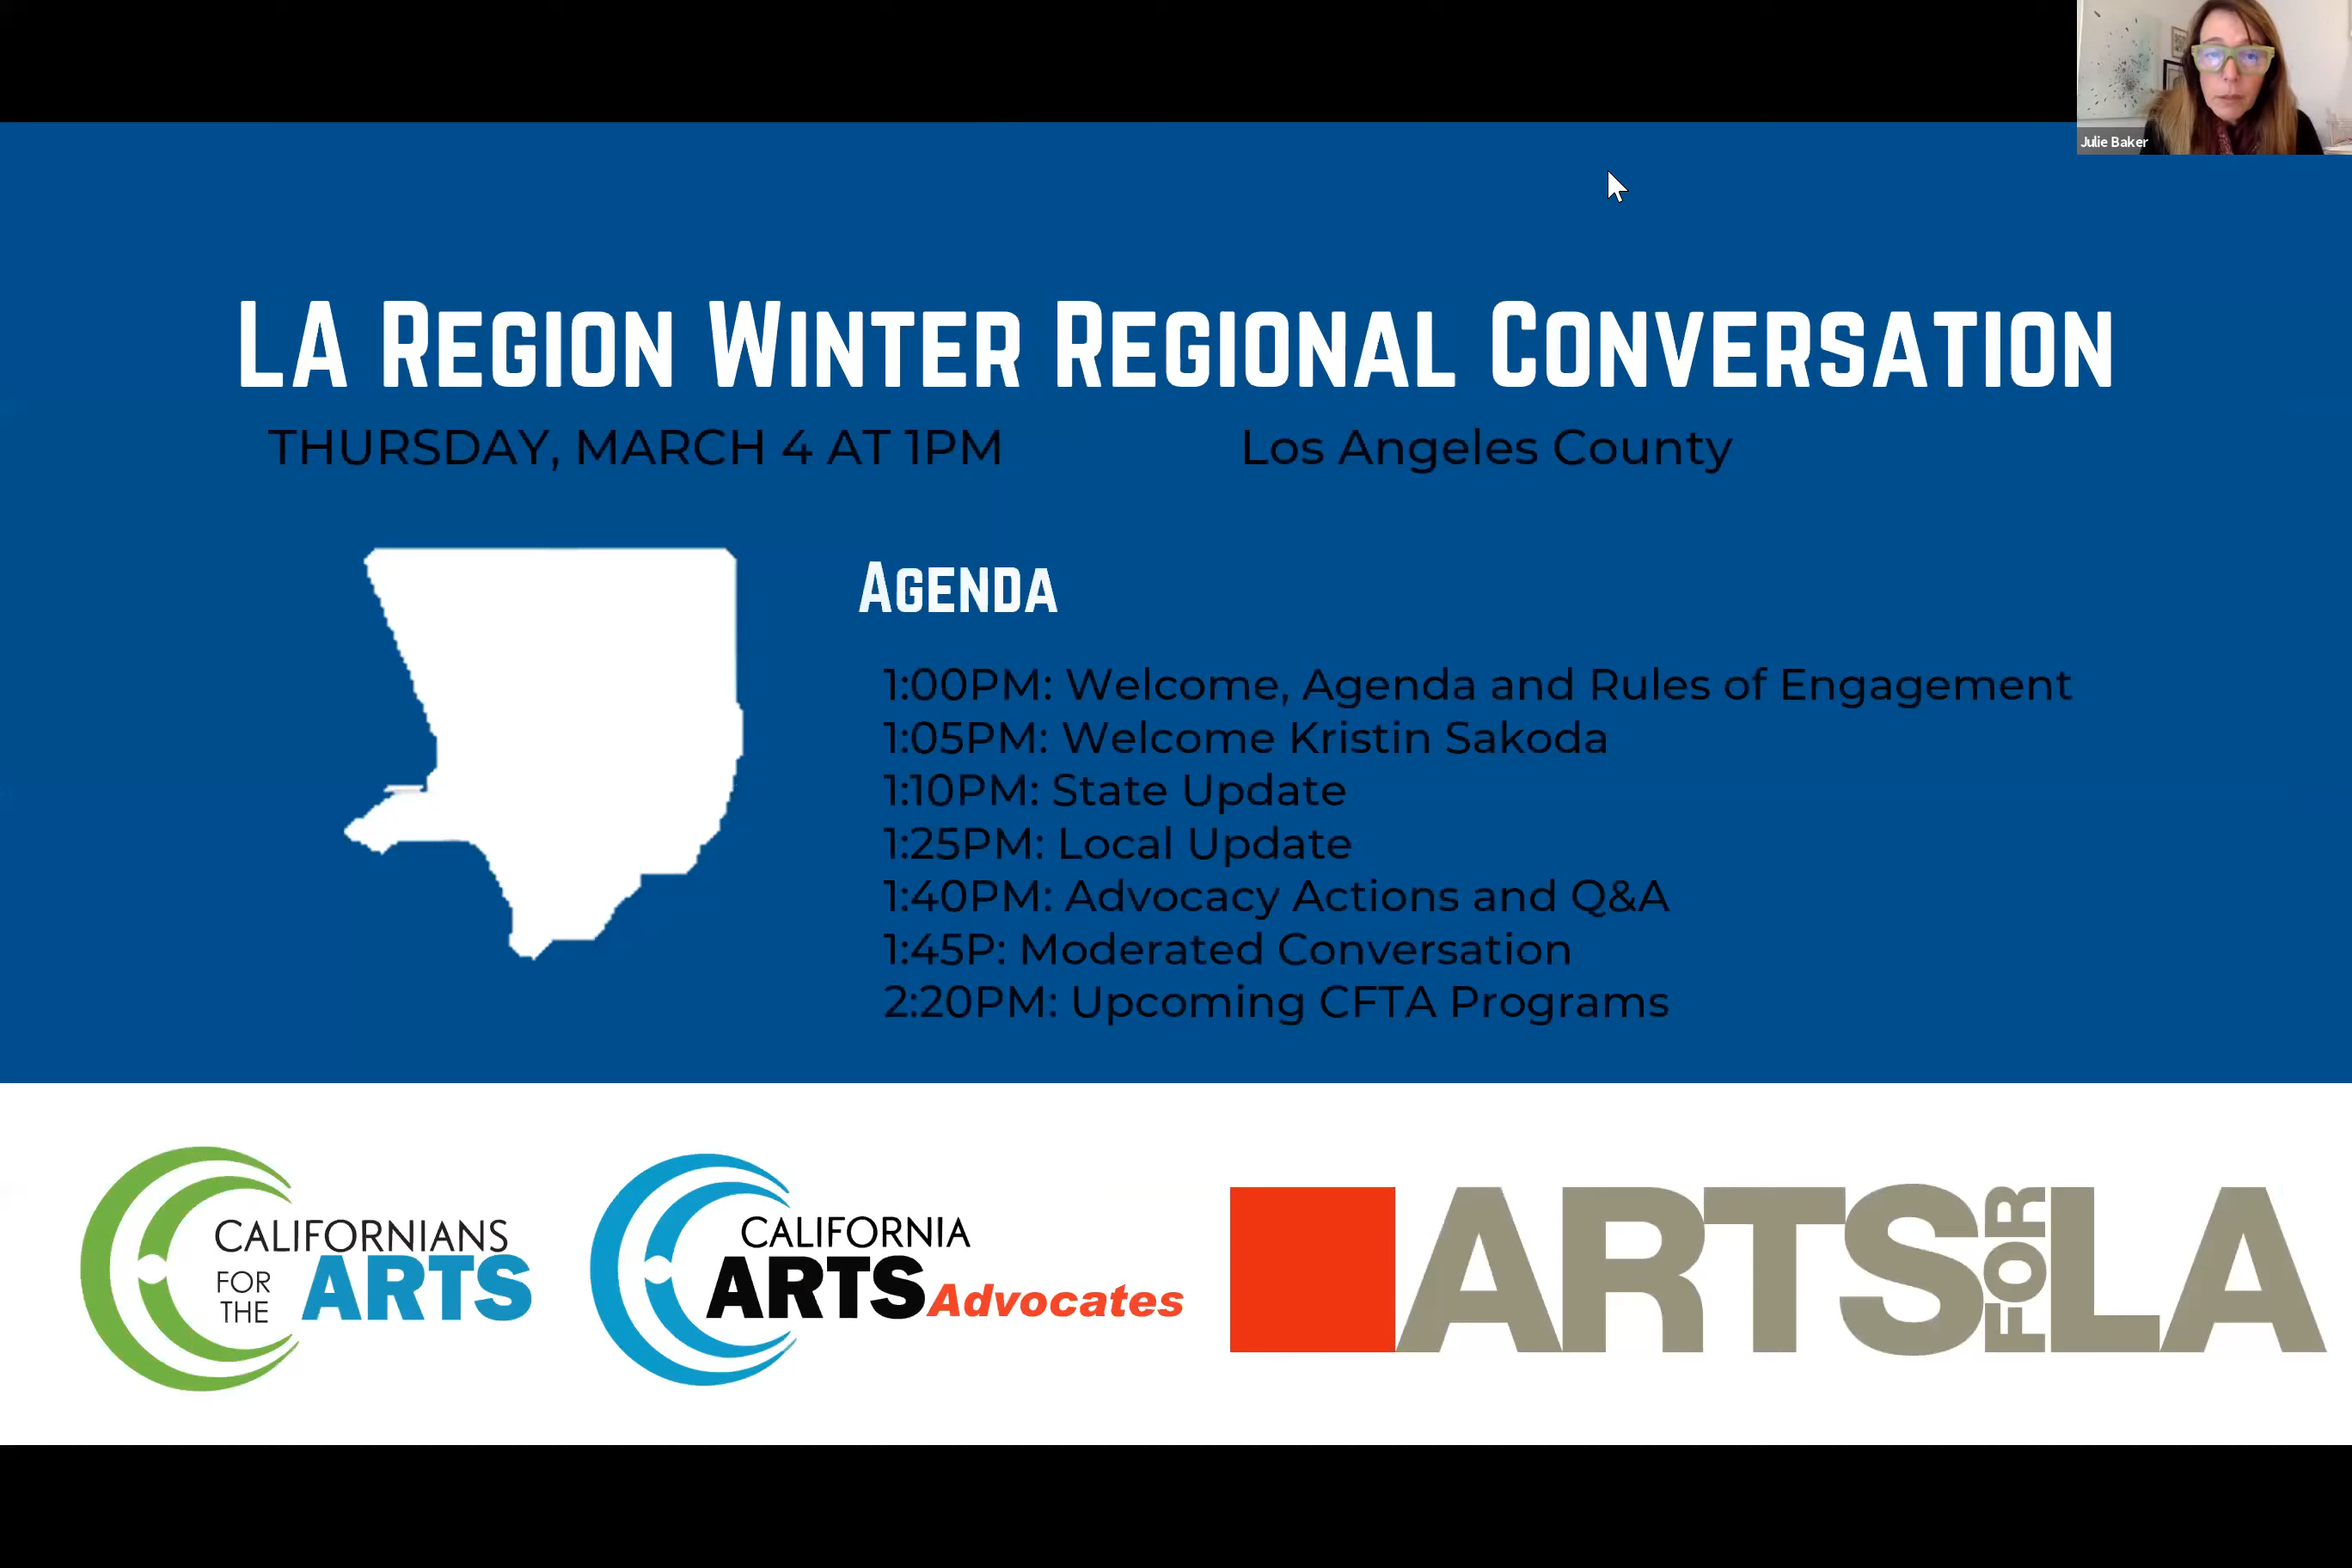 Julie Baker
LA REGION WINTER REGIONAL CONVERSATION
THURSDAY, MARCH 4 AT 1PM
Los Angeles County
AGENDA
1:00PM: Welcome, Agenda and Rules of Engagement
1:05PM: Welcome Kristin Sakoda
1:10PM: State Update
1:25PM: Local Update
1:40PM: Advocacy Actions and Q&A
1:45P: Moderated Conversation
2:20PM: Upcoming CFTA Programs
CALIFORNIANS
FOR THE ARTS
CALIFORNIA
ARTS Advocates
ARTS FOR LA